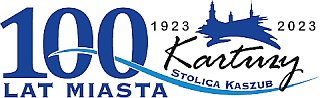 100
LAT MIASTA
1923 2023
Kartuzy
STOLICA KASZUB